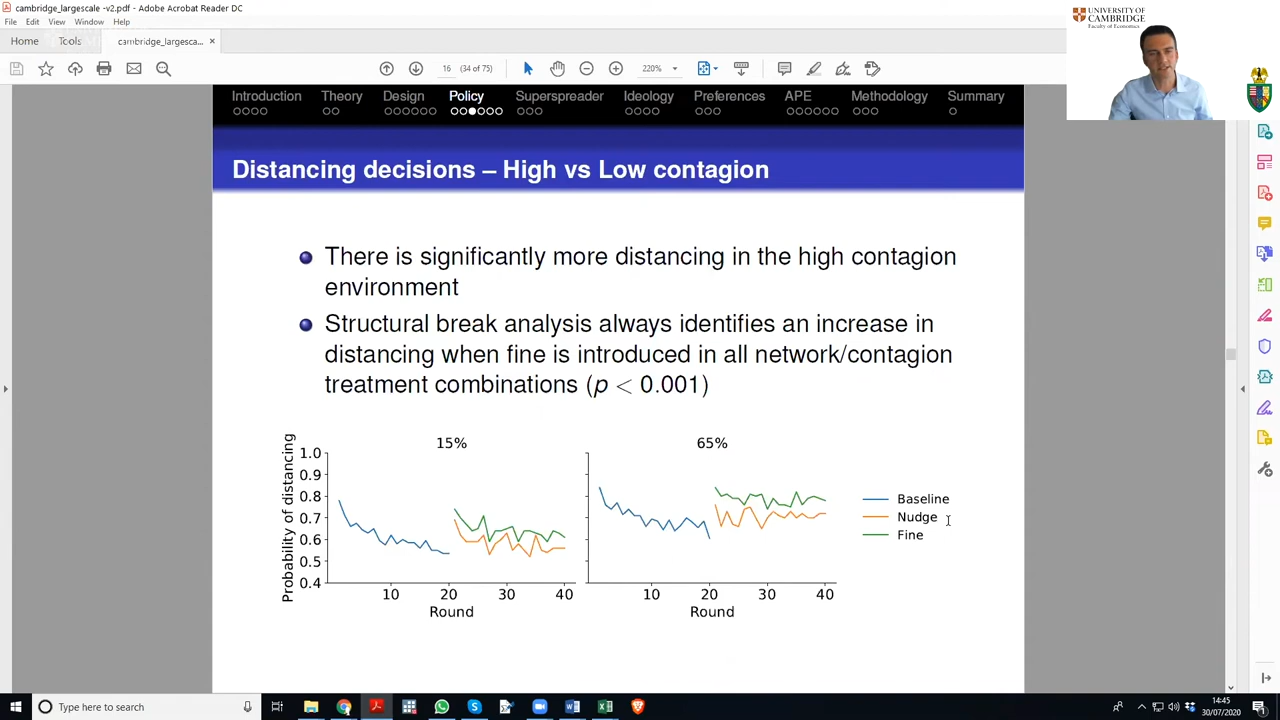 cambridge_largescale -v2.pdf - Adobe Acrobat Reader DC
File Edit View Window Help
Home Tools cambridge_largesca... ×
16 (16 of 75) 220%
UNIVERSITY OF
CAMBRIDGE
Faculty of Economics
Introduction Theory Design Policy Superspreader Ideology Preferences APE Methodology Summary
Distancing decisions – High vs Low contagion
There is significantly more distancing in the high contagion
environment
Structural break analysis always identifies an increase in
distancing when fine is introduced in all network/contagion
treatment combinations (p < 0.001)
Probability of distancing
15% 65%
1.0
0.9
0.8
0.7
0.6
0.5
0.4
Baseline
Nudge
Fine
10 20 30 40 10 20 30 40
Round Round
Type here to search
14:45
30/07/2020